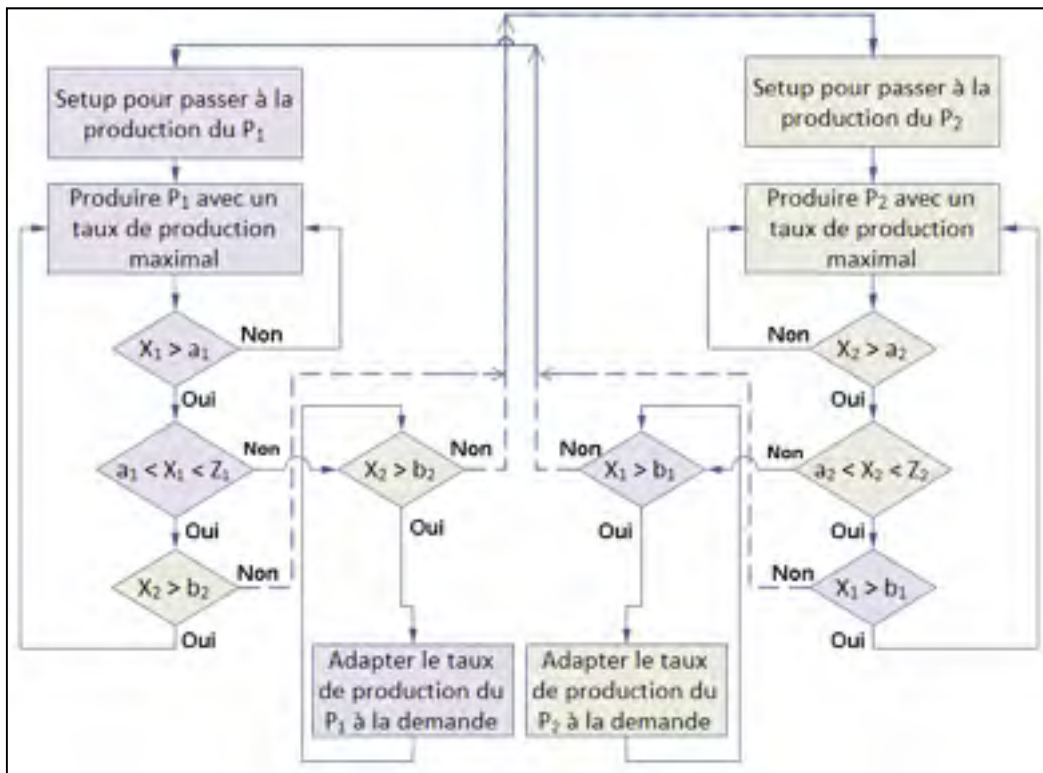 Setup pour passer à la
production du P₁
Produire P₁ avec un
taux de production
maximal
X₁ > a₁
Non
Oui
a₁ < X₁ < Z₁
Non
Oui
X₂ > b₂
Non
Oui
X₂ > b₂
Non
Oui
Adapter le taux
de production du
P₁ à la demande
Setup pour passer à la
production du P₂
Produire P₂ avec un
taux de production
maximal
X₂ > a₂
Non
Oui
a₂ < X₂ < Z₂
Non
Oui
X₁ > b₁
Non
Oui
X₁ > b₁
Non
Oui
Adapter le taux
de production du
P₂ à la demande